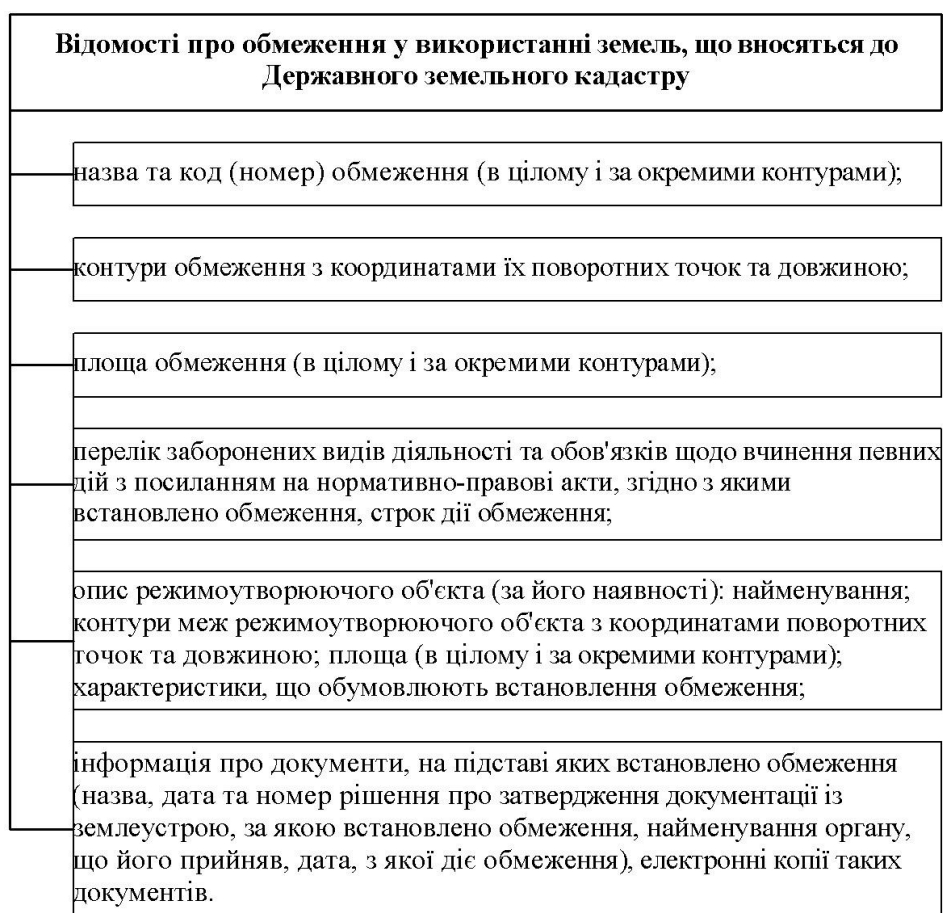 Відомості про обмеження у використанні земель, що вносяться до
Державного земельного кадастру
назва та код (номер) обмеження (в цілому і за окремими контурами);
контури обмеження з координатами їх поворотних точок та довжиною;
площа обмеження (в цілому і за окремими контурами);
перелік заборонених видів діяльності та обов'язків щодо вчинення певних
дій з посиланням на нормативно-правові акти, згідно з якими
встановлено обмеження, строк дії обмеження;
опис режимоутворюючого об'єкта (за його наявності): найменування;
контури меж режимоутворюючого об'єкта з координатами поворотних
точок та довжиною; площа (в цілому і за окремими контурами);
характеристики, що обумовлюють встановлення обмеження;
інформація про документи, на підставі яких встановлено обмеження
(назва, дата та номер рішення про затвердження документації із
землеустрою, за якою встановлено обмеження, найменування органу,
що його прийняв, дата, з якої діє обмеження), електронні копії таких
документів.